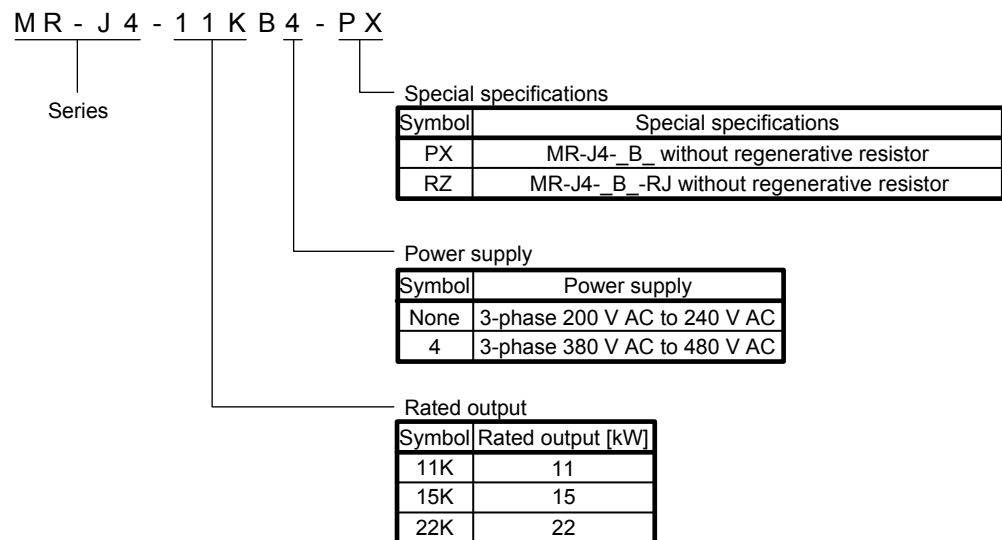 MR-J4-11KB4-PX
Series
Special specifications
Symbol Special specifications
PX MR-J4-_B_ without regenerative resistor
RZ MR-J4-_B_-RJ without regenerative resistor
Power supply
Symbol Power supply
None 3-phase 200 V AC to 240 V AC
4 3-phase 380 V AC to 480 V AC
Rated output
Symbol Rated output [kW]
11K 11
15K 15
22K 22